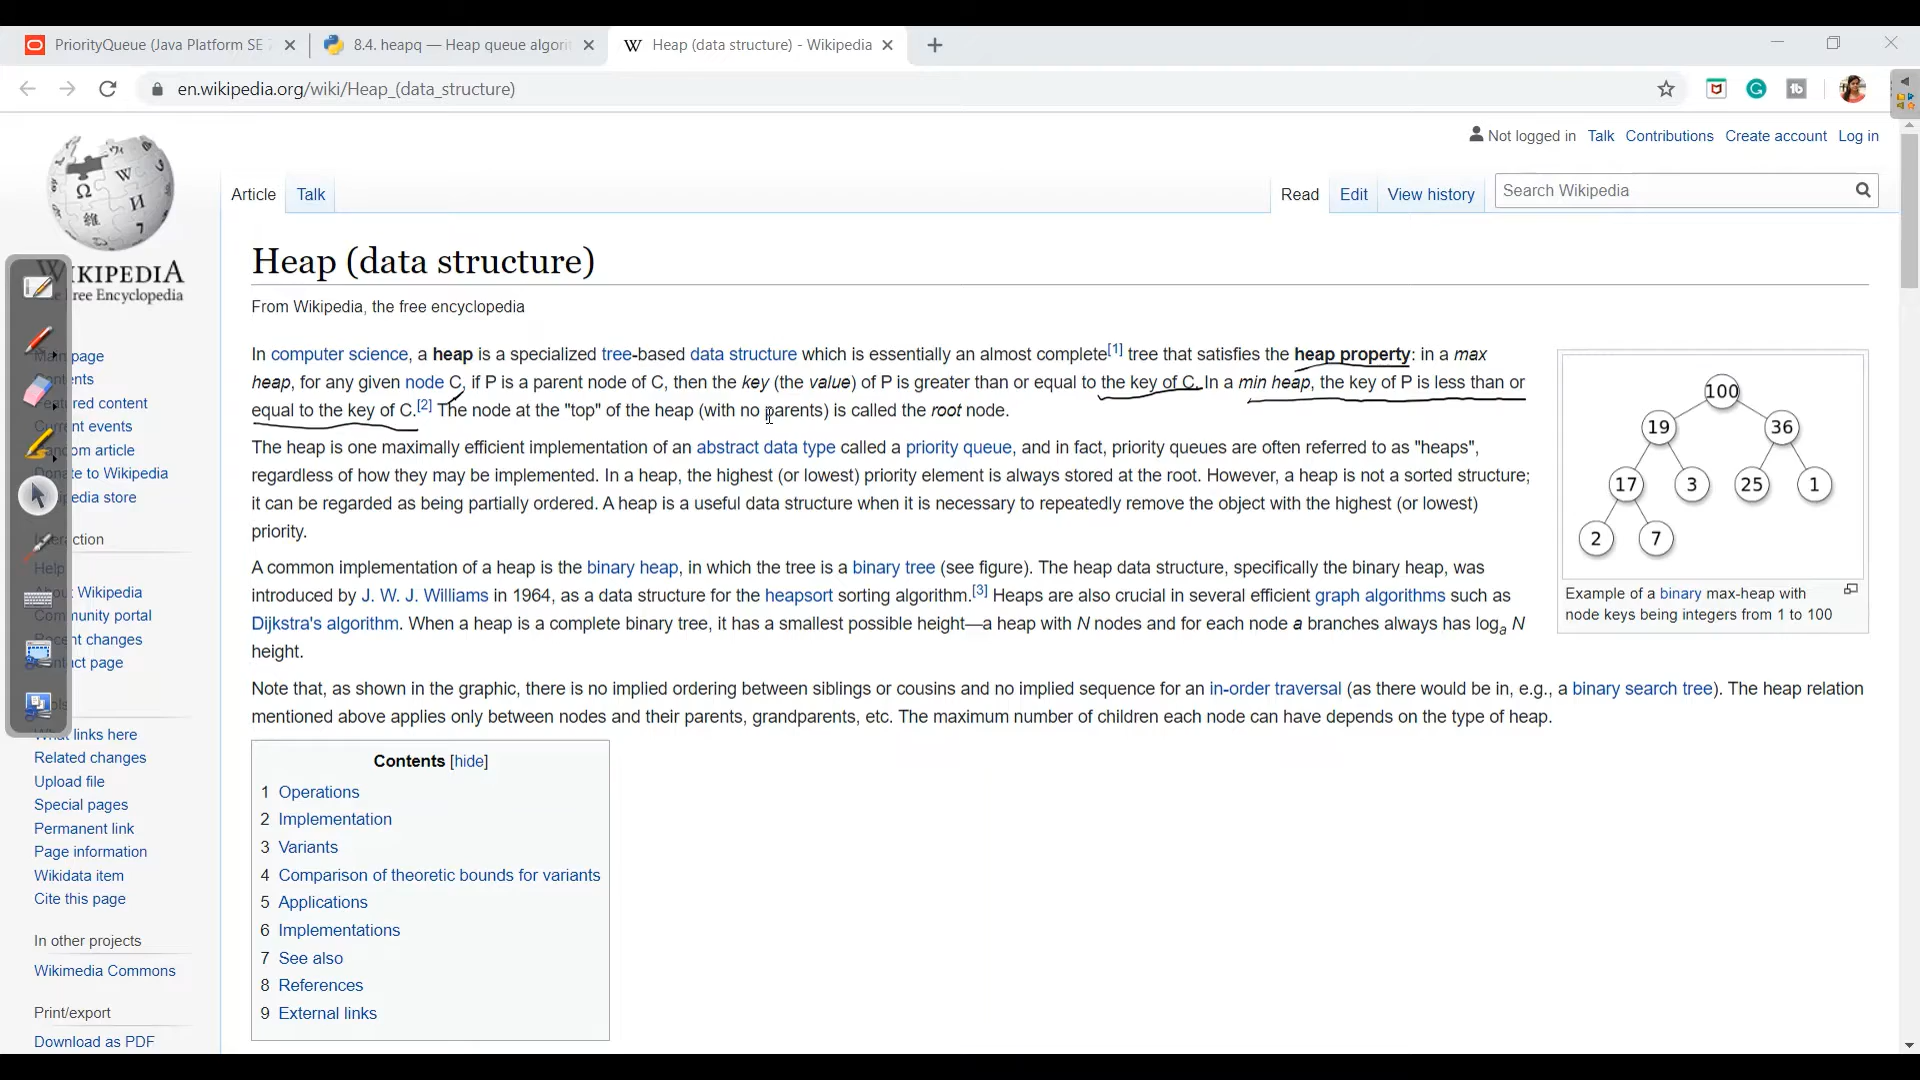 PriorityQueue (Java Platform SE 7
8.4. heapq — Heap queue algorit
W Heap (data structure) - Wikipedia
en.wikipedia.org/wiki/Heap_(data_structure)
Not logged in Talk Contributions Create account Log in
Article Talk
Read Edit View history
Search Wikipedia
WIKIPEDIA
Free Encyclopedia
Heap (data structure)
From Wikipedia, the free encyclopedia
In computer science, a heap is a specialized tree-based data structure which is essentially an almost complete[1] tree that satisfies the heap property: in a max
heap, for any given node C, if P is a parent node of C, then the key (the value) of P is greater than or equal to the key of C. In a min heap, the key of P is less than or
equal to the key of C.[2] The node at the "top" of the heap (with no parents) is called the root node.
The heap is one maximally efficient implementation of an abstract data type called a priority queue, and in fact, priority queues are often referred to as "heaps",
regardless of how they may be implemented. In a heap, the highest (or lowest) priority element is always stored at the root. However, a heap is not a sorted structure;
it can be regarded as being partially ordered. A heap is a useful data structure when it is necessary to repeatedly remove the object with the highest (or lowest)
priority.
A common implementation of a heap is the binary heap, in which the tree is a binary tree (see figure). The heap data structure, specifically the binary heap, was
introduced by J. W. J. Williams in 1964, as a data structure for the heapsort sorting algorithm.[3] Heaps are also crucial in several efficient graph algorithms such as
Dijkstra's algorithm. When a heap is a complete binary tree, it has a smallest possible height—a heap with N nodes and for each node a branches always has loga N
height.
Note that, as shown in the graphic, there is no implied ordering between siblings or cousins and no implied sequence for an in-order traversal (as there would be in, e.g., a binary search tree). The heap relation
mentioned above applies only between nodes and their parents, grandparents, etc. The maximum number of children each node can have depends on the type of heap.
100
19 36
17 3 25 1
2 7
Example of a binary max-heap with
node keys being integers from 1 to 100
Contents [hide]
1 Operations
2 Implementation
3 Variants
4 Comparison of theoretic bounds for variants
5 Applications
6 Implementations
7 See also
8 References
9 External links
Main page
Contents
Featured content
Current events
Random article
Donate to Wikipedia
Wikipedia store
Interaction
Help
About Wikipedia
Community portal
Recent changes
Contact page
Tools
What links here
Related changes
Upload file
Special pages
Permanent link
Page information
Wikidata item
Cite this page
In other projects
Wikimedia Commons
Print/export
Download as PDF